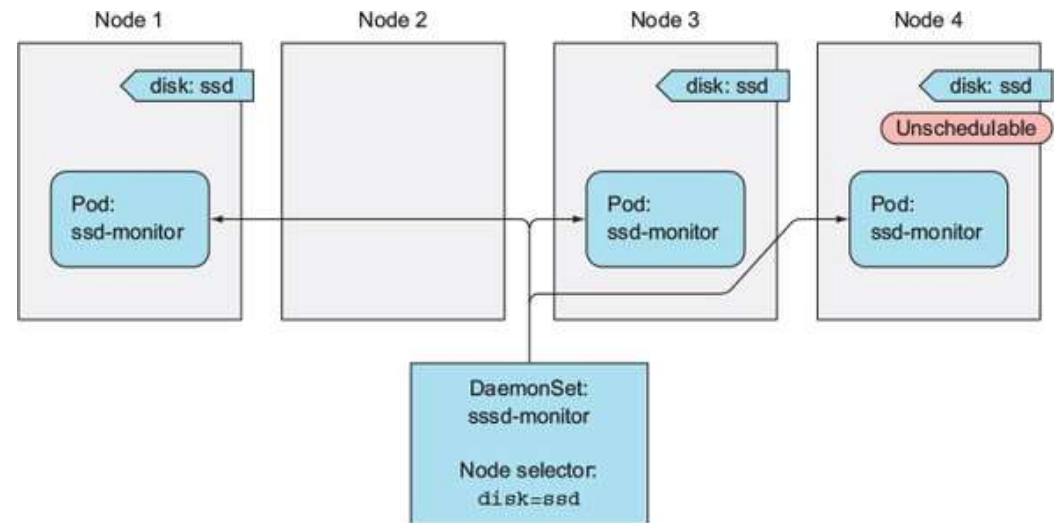 Node 1
Node 2
Node 3
Node 4
disk: ssd
disk: ssd
disk: ssd
Unschedulable
Pod:
ssd-monitor
Pod:
ssd-monitor
Pod:
ssd-monitor
DaemonSet:
sssd-monitor
Node selector:
disk=ssd